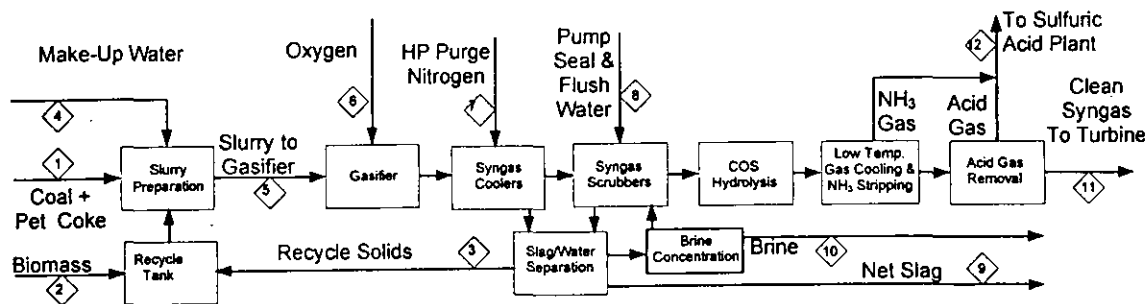 Make-Up Water
Oxygen
HP Purge
Nitrogen
Pump
Seal &
Flush
Water
To Sulfuric
Acid Plant
12
4
6
7
8
NH3
Gas
Acid
Gas
Clean
Syngas
To Turbine
1
Coal +
Pet Coke
Slurry
Preparation
Slurry to
Gasifier
5
Gasifier
Syngas
Coolers
Syngas
Scrubbers
COS
Hydrolysis
Low Temp.
Gas Cooling &
NH3 Stripping
Acid Gas
Removal
11
Biomass
2
Recycle
Tank
Recycle Solids
3
Slag/Water
Separation
Brine
Concentration
Brine
10
Net Slag
9